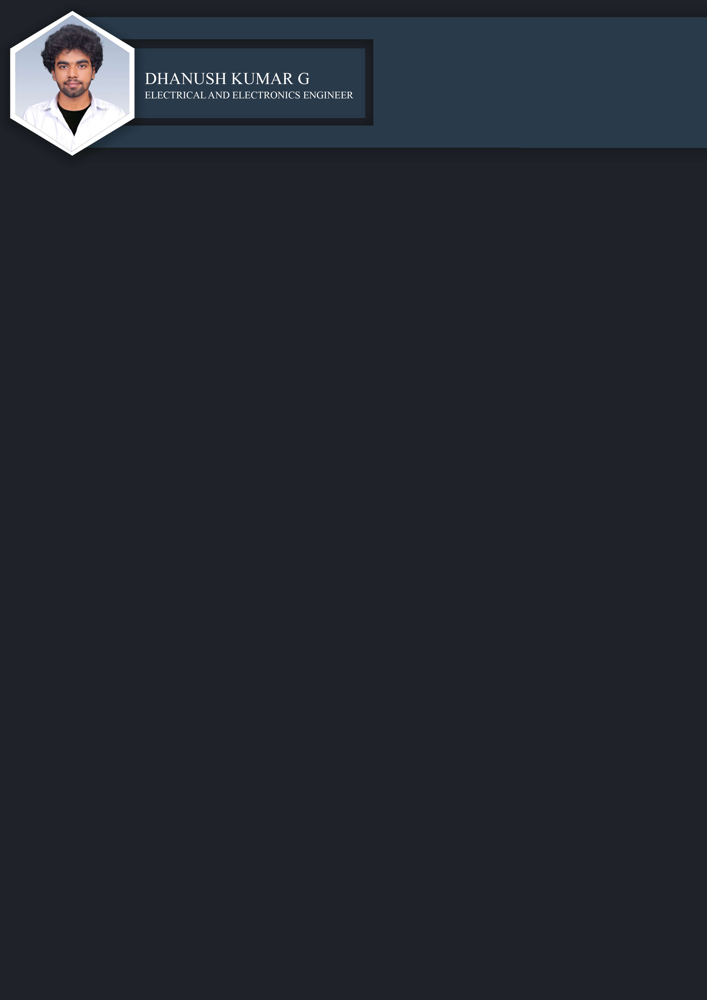 DHANUSH KUMAR G
ELECTRICAL AND ELECTRONICS ENGINEER